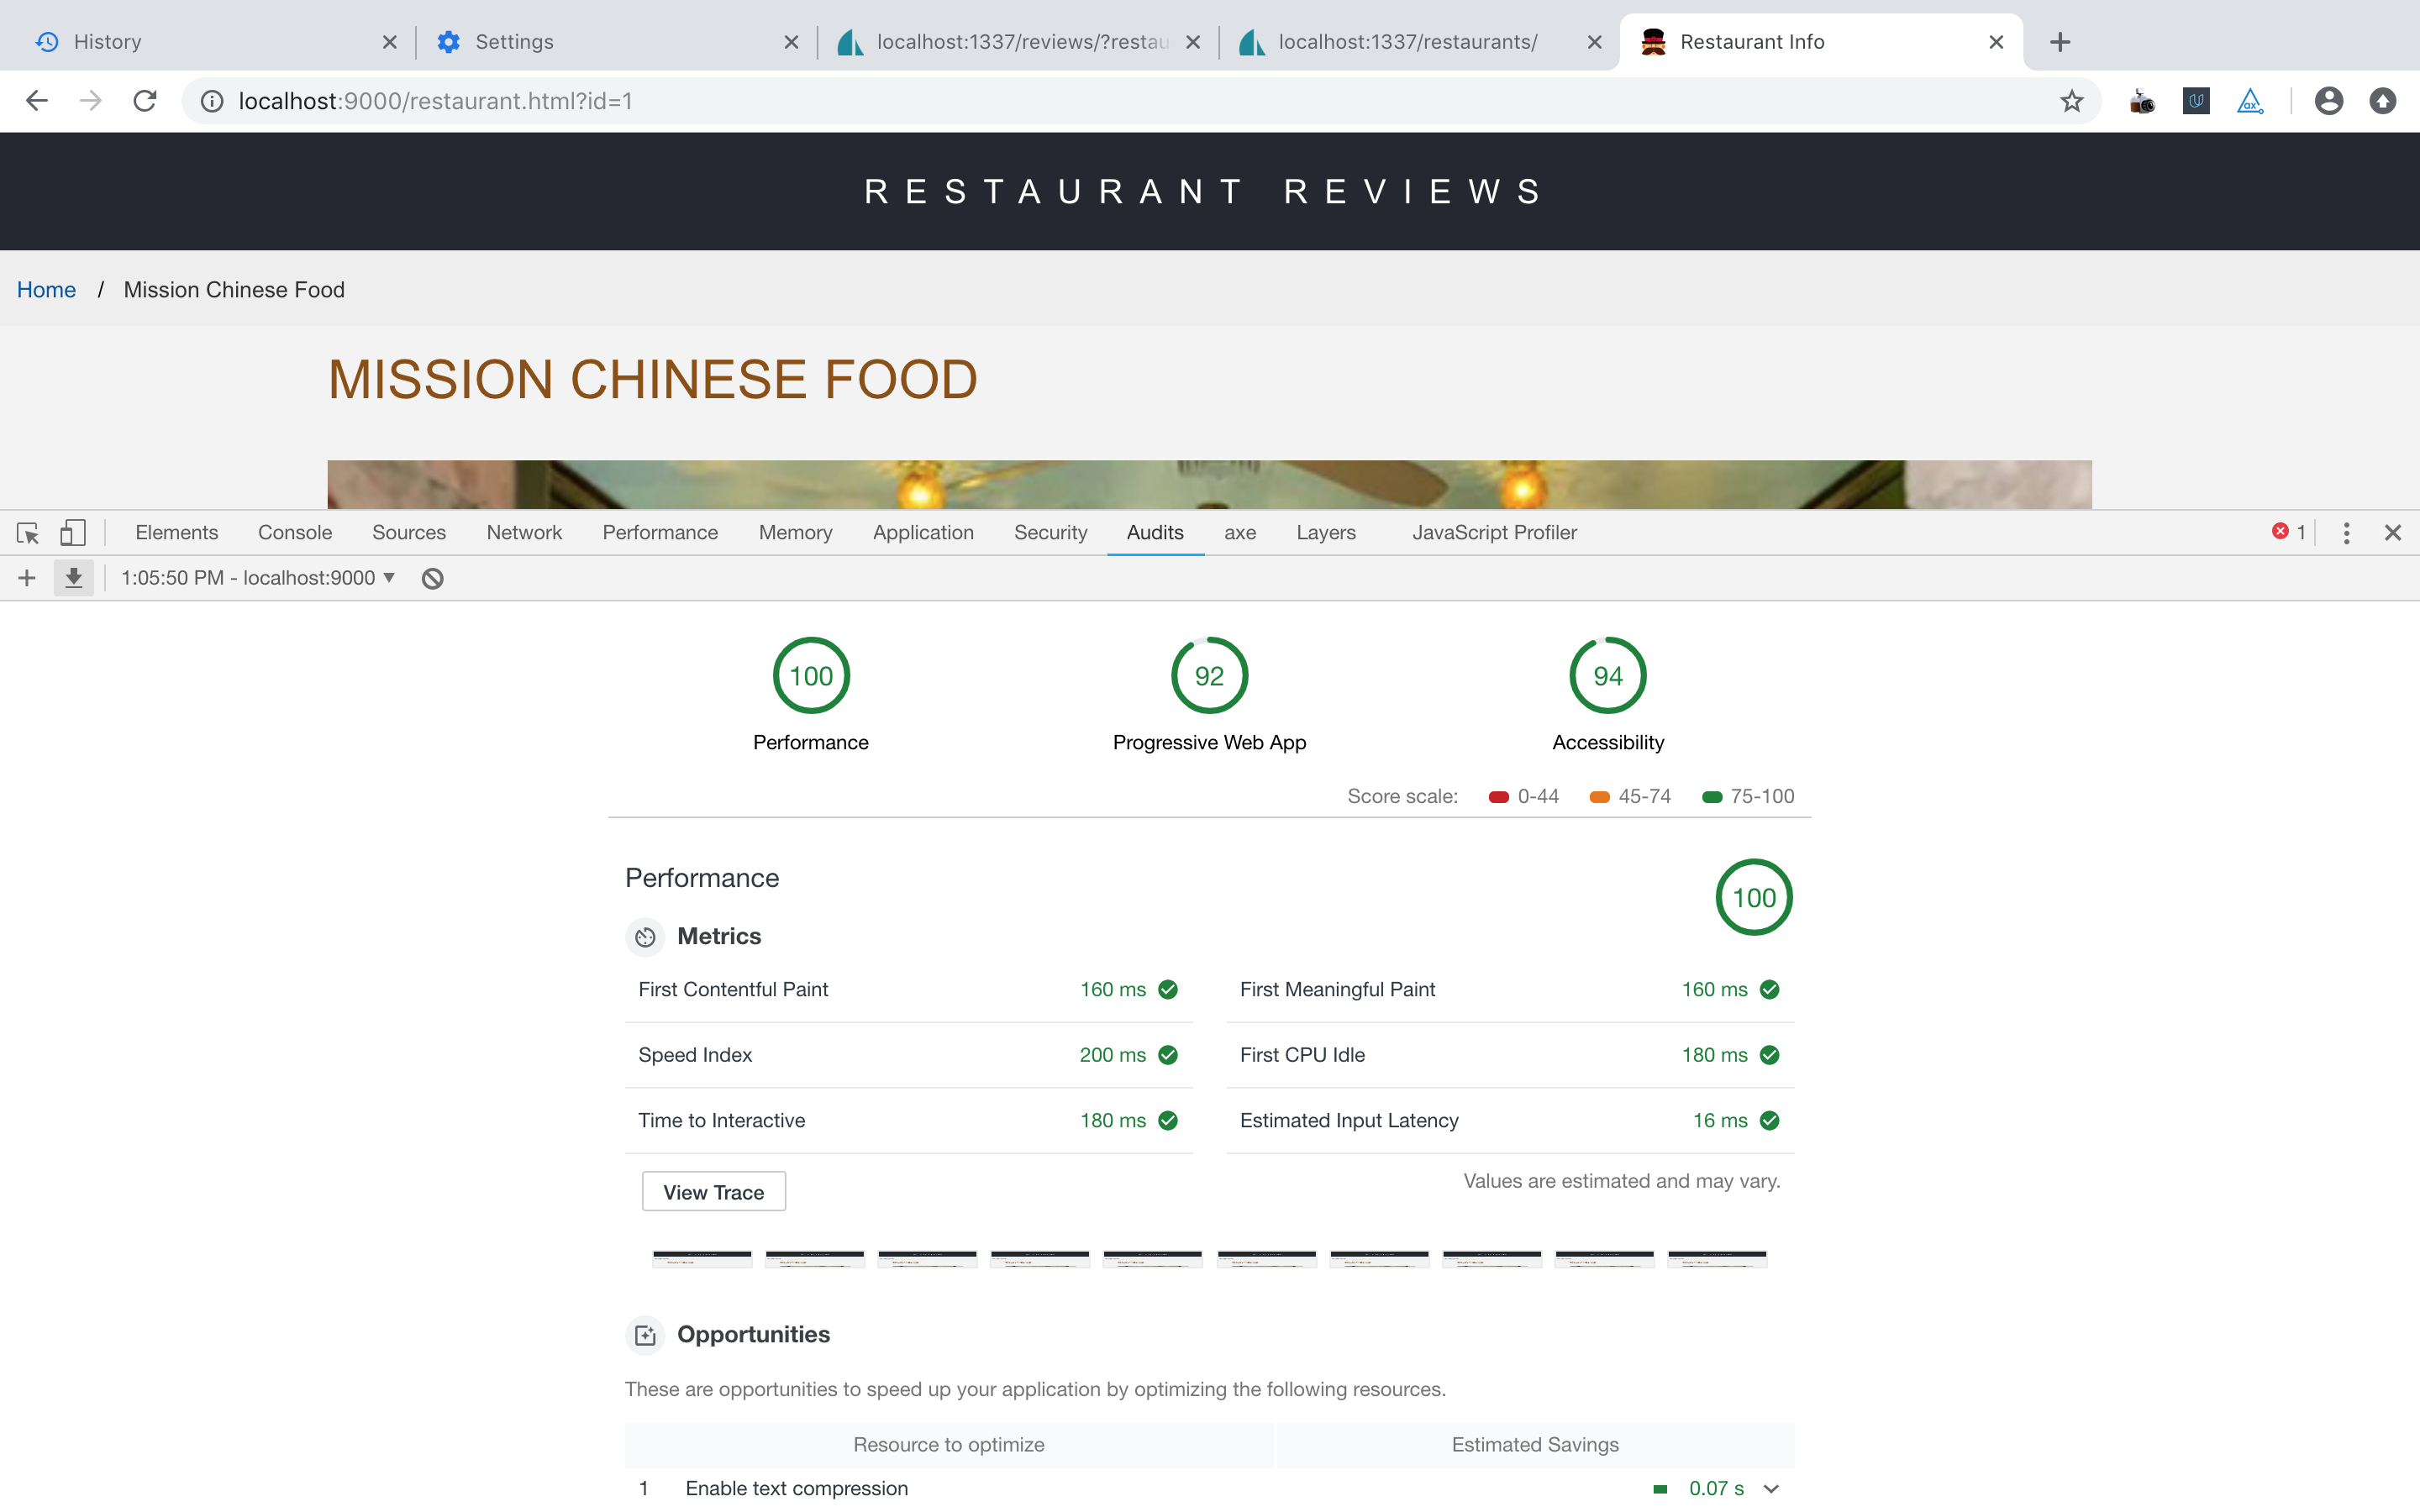 History
Settings
localhost:1337/reviews/?restau
localhost:1337/restaurants/
Restaurant Info
localhost:9000/restaurant.html?id=1
RESTAURANT REVIEWS
Home / Mission Chinese Food
MISSION CHINESE FOOD
Elements Console Sources Network Performance Memory Application Security Audits axe Layers JavaScript Profiler 1
1:05:50 PM - localhost:9000
100 92 94
Performance Progressive Web App Accessibility
Score scale: 0-44 45-74 75-100
Performance 100
Metrics
First Contentful Paint 160 ms First Meaningful Paint 160 ms
Speed Index 200 ms First CPU Idle 180 ms
Time to Interactive 180 ms Estimated Input Latency 16 ms
View Trace Values are estimated and may vary.
Opportunities
These are opportunities to speed up your application by optimizing the following resources.
Resource to optimize Estimated Savings
1 Enable text compression 0.07 s